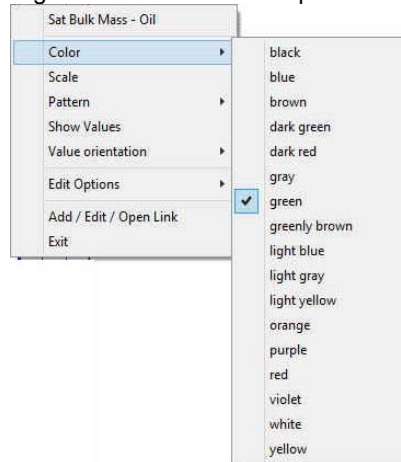 Sat Bulk Mass - Oil
Color
Scale
Pattern
Show Values
Value orientation
Edit Options
Add / Edit / Open Link
Exit
black
blue
brown
dark green
dark red
gray
green
greenly brown
light blue
light gray
light yellow
orange
purple
red
violet
white
yellow